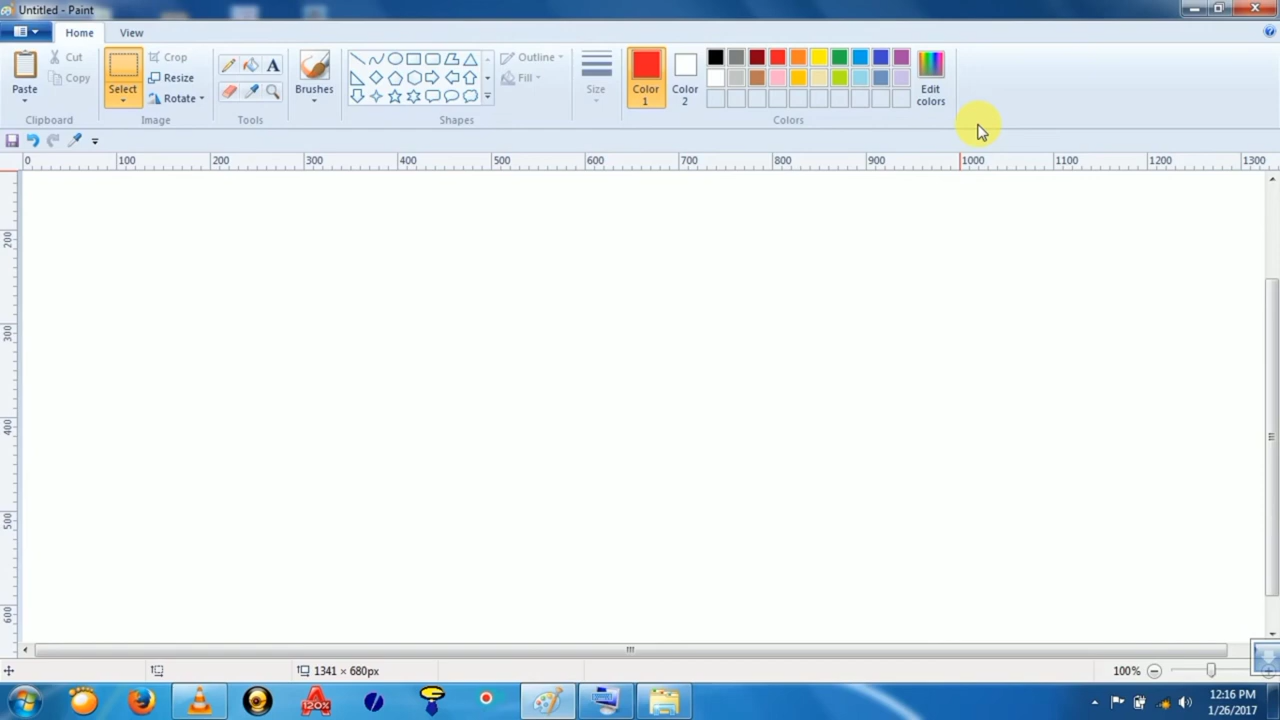 Untitled - Paint
Home
View
Paste
Cut
Copy
Clipboard
Select
Crop
Resize
Rotate
Image
A
Tools
Brushes
Outline
Fill
Shapes
Size
Color
1
Color
2
Edit
colors
Colors
0 100 200 300 400 500 600 700 800 900 1000 1100 1200 1300
200
300
400
500
600
1341 × 680px
100%
120%
12:16 PM
1/26/2017